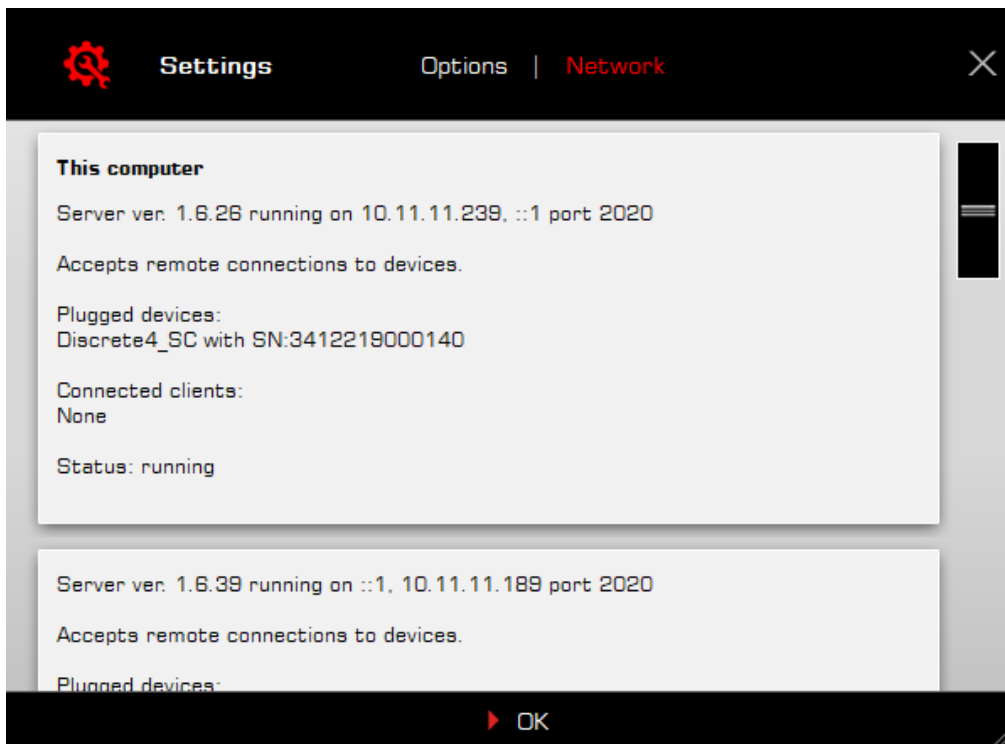 Settings
Options | Network
This computer
Server ver. 1.6.26 running on 10.11.11.239, ::1 port 2020
Accepts remote connections to devices.
Plugged devices:
Discrete4_SC with SN:3412219000140
Connected clients:
None
Status: running
Server ver. 1.6.39 running on ::1, 10.11.11.189 port 2020
Accepts remote connections to devices.
Plugged devices:
OK